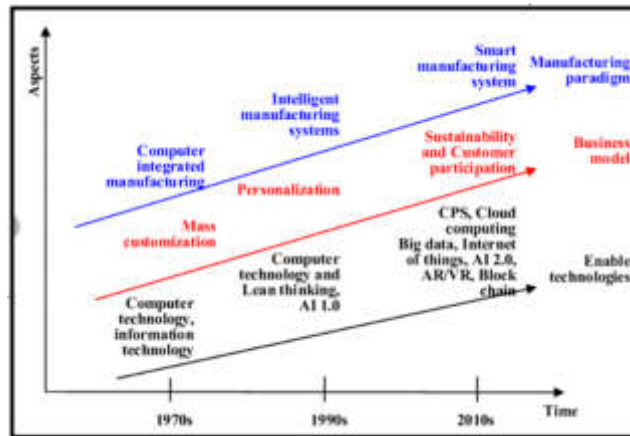 Aspects
Smart
manufacturing
system
Manufacturing
paradigm
Intelligent
manufacturing
systems
Computer
integrated
manufacturing
Sustainability
and Customer
participation
Business
model
Personalization
Mass
customization
CPS, Cloud
computing
Big data, Internet
of things, AI 2.0,
AR/VR, Block
chain
Enable
technologies
Computer
technology and
Lean thinking,
AI 1.0
Computer
technology,
information
technology
1970s
1990s
2010s
Time